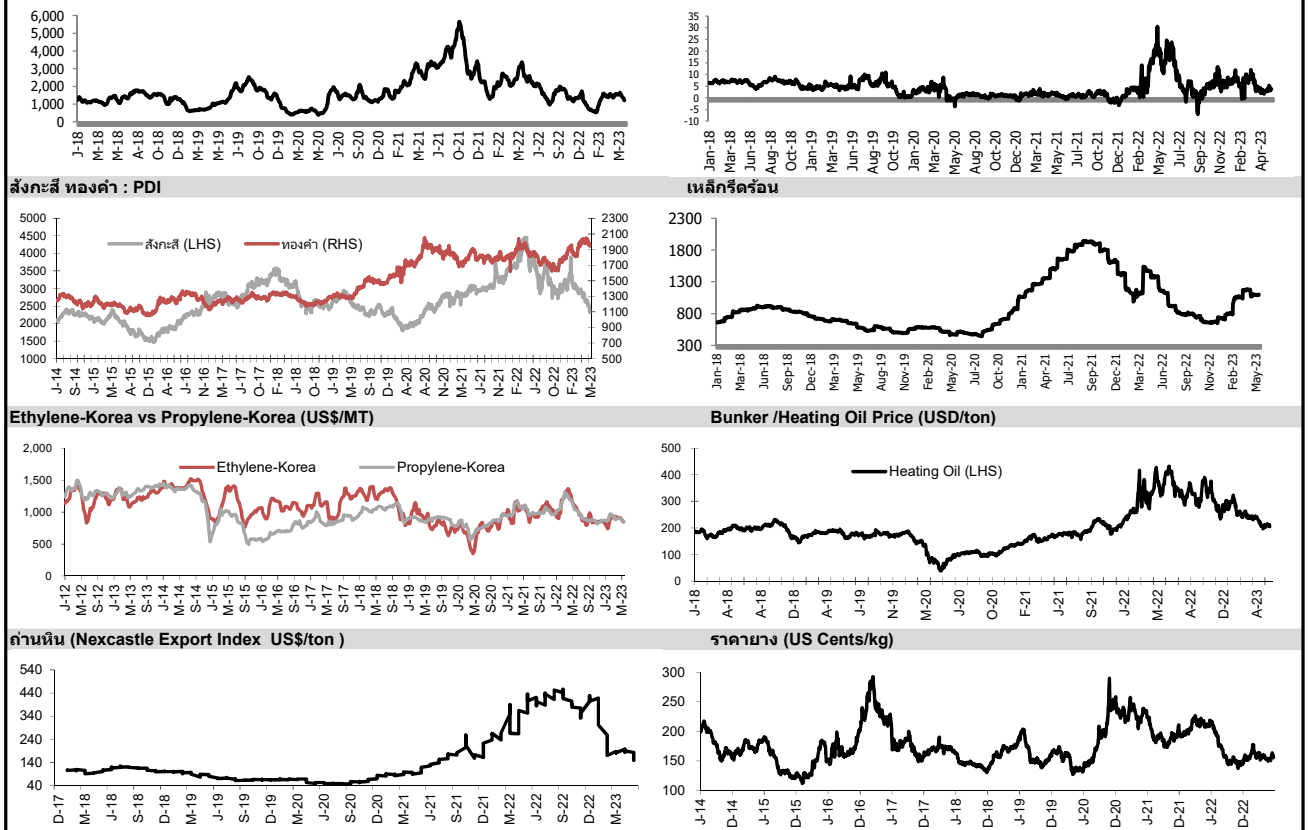 6,000
5,000
4,000
3,000
2,000
1,000
0
J-18 M-18 M-18 A-18 O-18 D-18 M-19 M-19 J-19 O-19 D-19 M-20 M-20 J-20 S-20 D-20 F-21 M-21 J-21 O-21 D-21 M-22 M-22 J-22 S-22 D-22 F-23 M-23
35
30
25
20
15
10
5
0
-5
-10
Jan-18 Mar-18 Jun-18 Aug-18 Oct-18 Jan-19 Apr-19 Jun-19 Aug-19 Oct-19 Jan-20 Mar-20 May-20 Jul-20 Oct-20 Dec-20 Mar-21 May-21 Jul-21 Oct-21 Dec-21 Feb-22 May-22 Jul-22 Sep-22 Nov-22 Feb-23 Apr-23
สังกะสี ทองคำ : PDI
เหล็กรีดร้อน
5000 4500 4000 3500 3000 2500 2000 1500 1000
สังกะสี (LHS) ทองคำ (RHS)
2300 2100 1900 1700 1500 1300 1100 900 700 500
J-14 S-14 J-15 M-15 D-15 A-16 J-16 N-16 M-17 O-17 F-18 J-18 O-18 M-19 S-19 D-19 A-20 A-20 N-20 M-21 J-21 N-21 F-22 J-22 O-22 F-23 M-23
2300
1800
1300
800
300
Jan-18 Mar-18 Jun-18 Sep-18 Dec-18 Mar-19 May-19 Aug-19 Nov-19 Feb-20 May-20 Jul-20 Oct-20 Jan-21 Apr-21 Jul-21 Sep-21 Dec-21 Mar-22 Jun-22 Sep-22 Nov-22 Feb-23 May-23
Ethylene-Korea vs Propylene-Korea (US$/MT)
Bunker /Heating Oil Price (USD/ton)
2,000
1,500
1,000
500
0
Ethylene-Korea Propylene-Korea
J-12 M-12 S-12 J-13 M-13 S-13 J-14 M-14 S-14 J-15 M-15 S-15 J-16 M-16 S-16 J-17 M-17 S-17 J-18 M-18 S-18 J-19 M-19 S-19 J-20 M-20 S-20 J-21 M-21 S-21 J-22 M-22 S-22 J-23 M-23
500
400
300
200
100
0
Heating Oil (LHS)
J-18 A-18 A-18 D-18 M-19 J-19 N-19 M-20 J-20 O-20 F-21 J-21 S-21 J-22 M-22 A-22 D-22 A-23
ถ่านหิน (Nexcastle Export Index US$/ton )
ราคายาง (US Cents/kg)
540
440
340
240
140
40
D-17 M-18 J-18 S-18 D-18 M-19 J-19 S-19 D-19 M-20 J-20 S-20 D-20 M-21 J-21 S-21 D-21 M-22 J-22 S-22 D-22 M-23
300
250
200
150
100
J-14 D-14 J-15 D-15 J-16 D-16 J-17 D-17 J-18 D-18 J-19 D-19 J-20 D-20 J-21 D-21 J-22 D-22